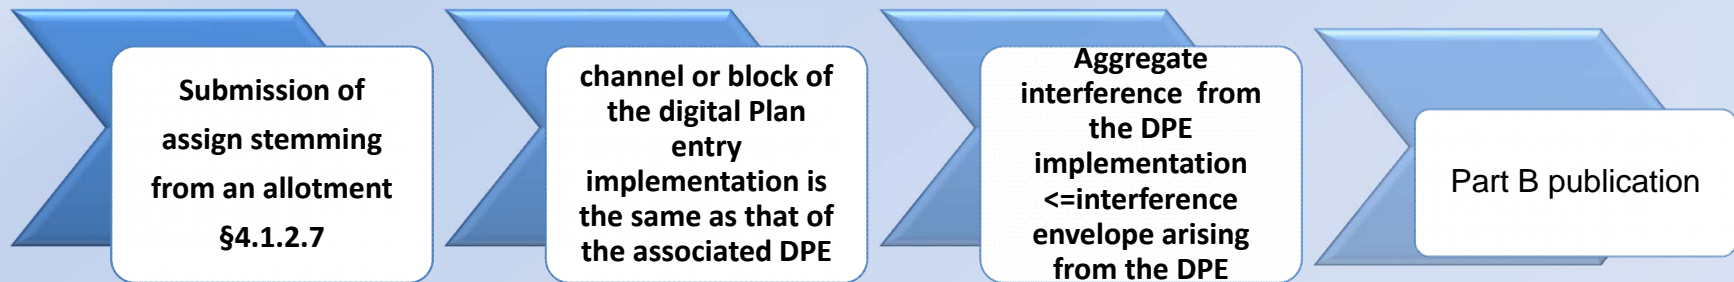 Submission of
assign stemming
from an allotment
§4.1.2.7
channel or block of
the digital Plan
entry
implementation is
the same as that of
the associated DPE
Aggregate
interference from
the DPE
implementation
<=interference
envelope arising
from the DPE
Part B publication